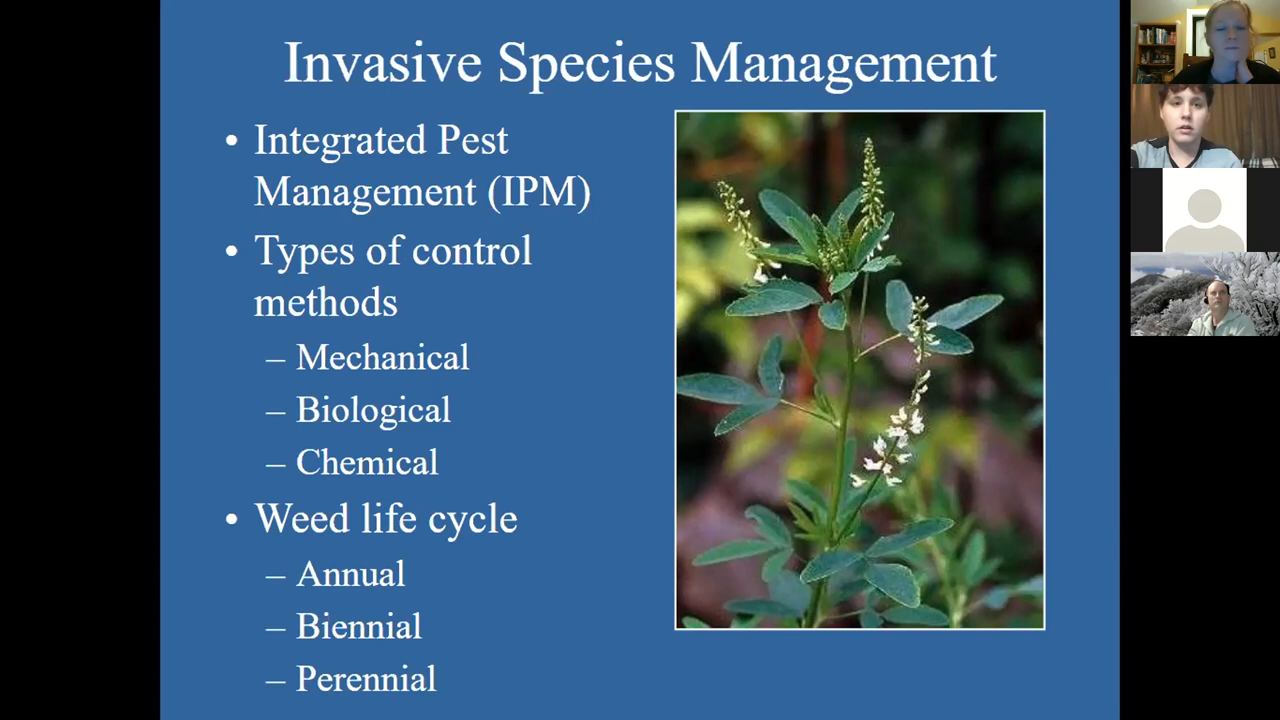 Invasive Species Management
• Integrated Pest
Management (IPM)
• Types of control
methods
– Mechanical
– Biological
– Chemical
• Weed life cycle
– Annual
– Biennial
– Perennial